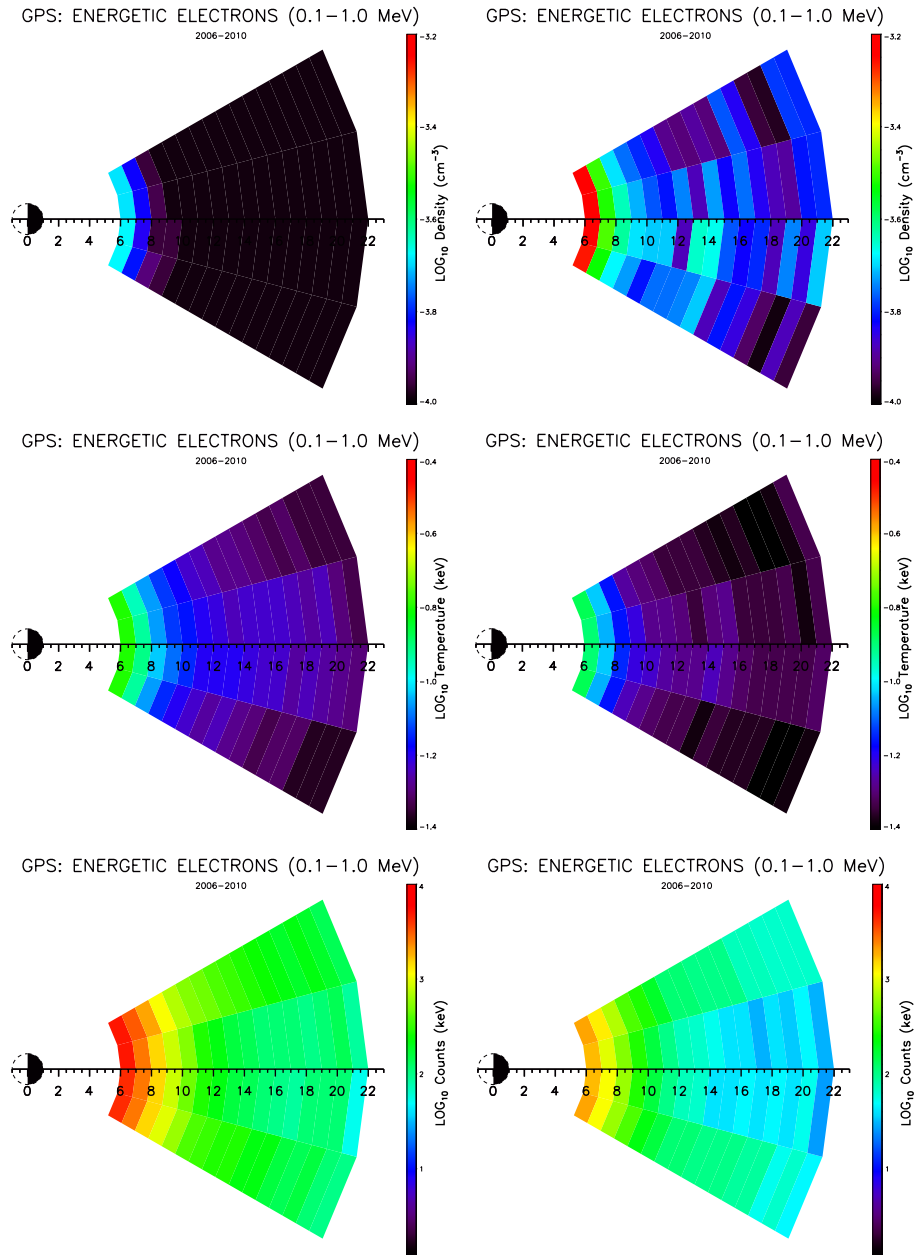 GPS: ENERGETIC ELECTRONS (0.1−1.0 MeV)
2006−2010
0 2 4 6 8 10 22
−3.2
−3.4
−3.6
−3.8
−4.0
LOG10 Density (cm−3)
GPS: ENERGETIC ELECTRONS (0.1−1.0 MeV)
2006−2010
0 2 4 6 8 10 12 14 16 18 20 22
−3.2
−3.4
−3.6
−3.8
−4.0
LOG10 Density (cm−3)
GPS: ENERGETIC ELECTRONS (0.1−1.0 MeV)
2006−2010
0 2 4 6 8 10 12 14 16 18 20 22
−0.4
−0.6
−0.8
−1.0
−1.2
−1.4
LOG10 Temperature (keV)
GPS: ENERGETIC ELECTRONS (0.1−1.0 MeV)
2006−2010
0 2 4 6 8 10 12 14 16 18 20 22
−0.4
−0.6
−0.8
−1.0
−1.2
−1.4
LOG10 Temperature (keV)
GPS: ENERGETIC ELECTRONS (0.1−1.0 MeV)
2006−2010
0 2 4 6 8 10 12 14 16 18 20 22
4
3
2
1
LOG10 Counts (keV)
GPS: ENERGETIC ELECTRONS (0.1−1.0 MeV)
2006−2010
0 2 4 6 8 10 12 14 16 18 20 22
4
3
2
1
LOG10 Counts (keV)